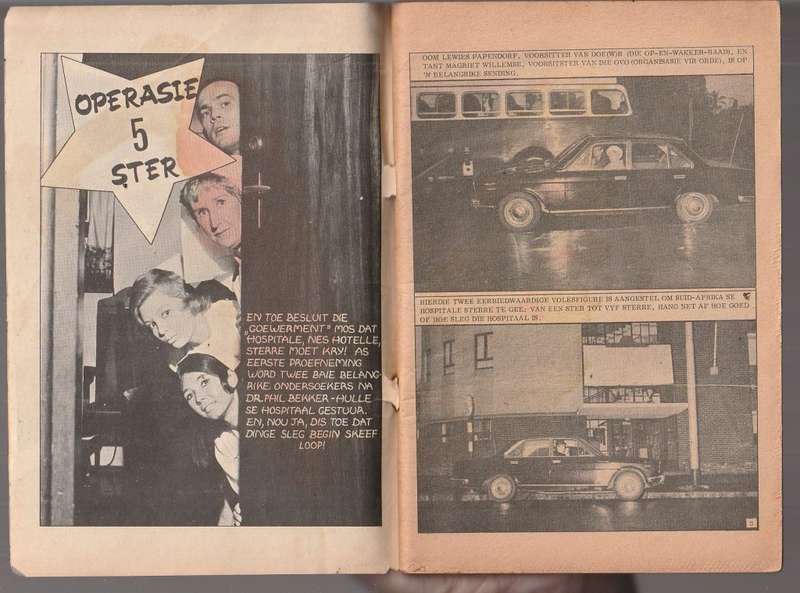 OPERASIE
5
STER
EN TOE BESLUIT DIE
„GOEWERMENT" MOS DAT
HOSPITALE, NES HOTELLE,
STERRE MOET KRY! AS
EERSTE PROEFNEMING
WORD TWEE BAIE BELANG-
RIKE ONDERSOEKERS NA
DR. PHIL BEKKER-HULLE
SE HOSPITAAL GESTUUR.
EN, NOU JA, DIS TOE DAT
DINGE SLEG BEGIN SKEEF
LOOP!
OOM LEWIES PAPENDORF, VOORSITTER VAN DOE(W)R (DIE OP-EN-WAKKER-RAAD), EN
TANT MAGRIET WILLEMSE, VOORSITSTER VAN DIE OVO (ORGANISASIE VIR ORDE), IS OP
'N BELANGRIKE SENDING.
HIERDIE TWEE EERBIEDWAARDIGE VOLKSFIGURE IS AANGESTEL OM SUID-AFRIKA SE
HOSPITALE STERRE TE GEE: VAN EEN STER TOT VYF STERRE, HANG NET AF HOE GOED
OF HOE SLEG DIE HOSPITAAL IS.